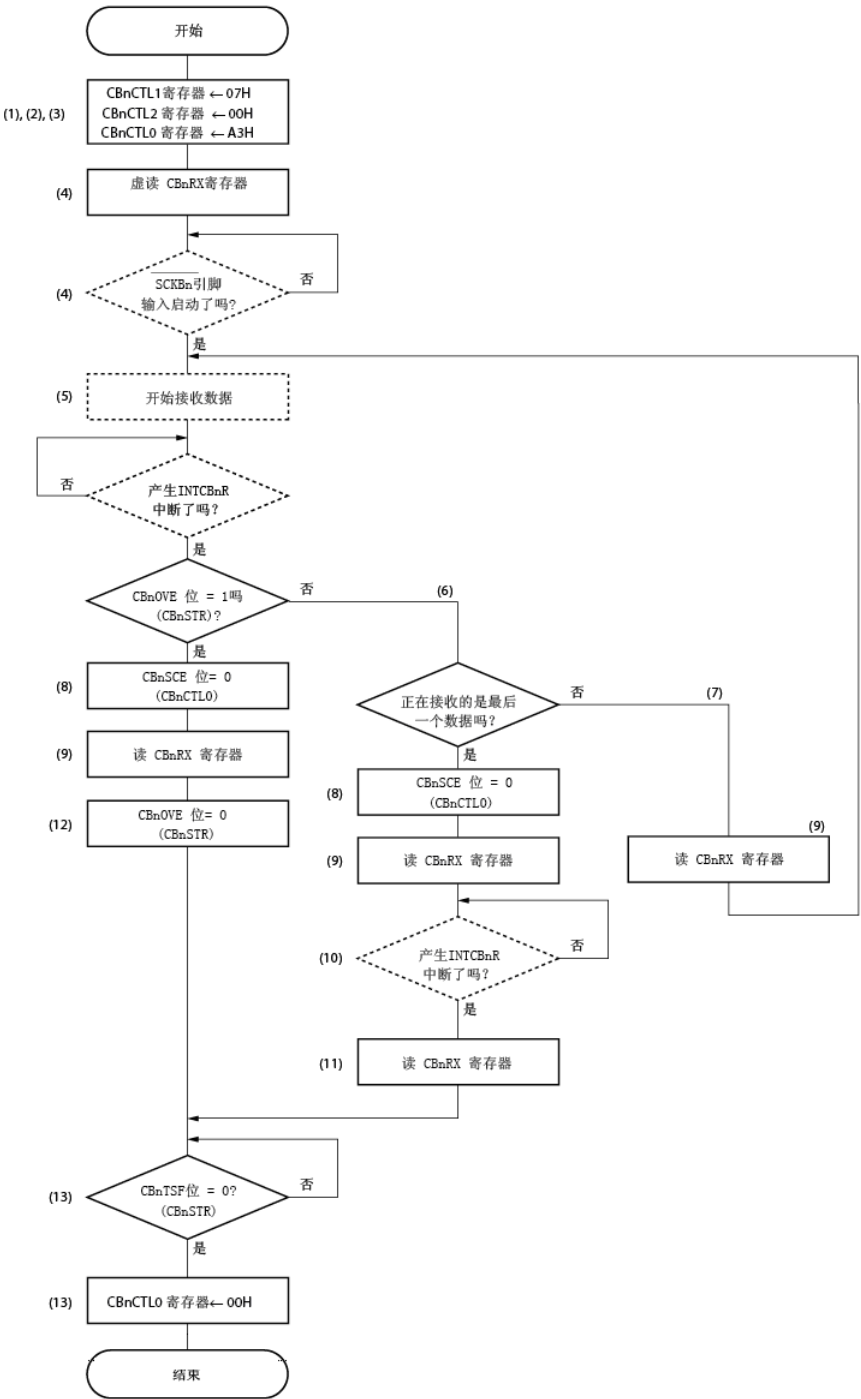 开始
(1), (2), (3)
CBnCTL1寄存器 ← 07H
CBnCTL2 寄存器 ← 00H
CBnCTL0 寄存器 ← A3H
(4)
虚读 CBnRX寄存器
(4)
SCKBn引脚
输入启动了吗?
否
是
(5)
开始接收数据
否
产生INTCBnR
中断了吗?
是
CBnOVE 位 = 1吗
(CBnSTR)?
否
(6)
是
(8)
CBnSCE 位= 0
(CBnCTL0)
正在接收的是最后
一个数据吗?
否
(7)
是
(9)
读 CBnRX 寄存器
(8)
CBnSCE 位 = 0
(CBnCTL0)
(12)
CBnOVE 位= 0
(CBnSTR)
(9)
读 CBnRX 寄存器
(9)
读 CBnRX 寄存器
(10)
产生INTCBnR
中断了吗?
否
是
(11)
读 CBnRX 寄存器
(13)
CBnTSF位 = 0?
(CBnSTR)
否
是
(13)
CBnCTL0 寄存器← 00H
结束